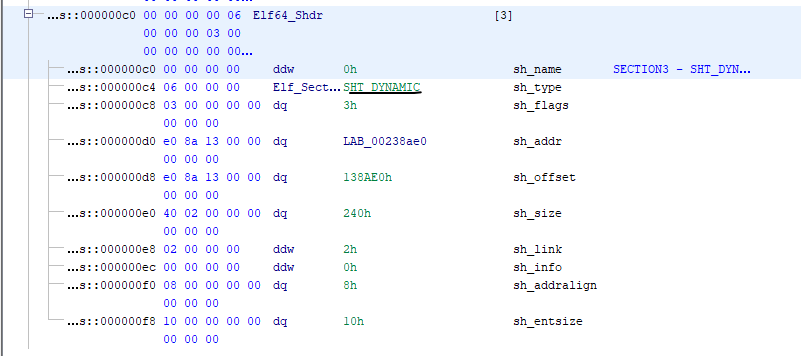 ...s::000000c0 00 00 00 00 06 Elf64_Shdr [3]
00 00 00 03 00
00 00 00 00 00...
...s::000000c0 00 00 00 00 ddw 0h sh_name SECTION3 - SHT_DYN...
...s::000000c4 06 00 00 00 Elf_Sect... SHT_DYNAMIC sh_type
...s::000000c8 03 00 00 00 00 dq 3h sh_flags
00 00 00
...s::000000d0 e0 8a 13 00 00 dq LAB_00238ae0 sh_addr
00 00 00
...s::000000d8 e0 8a 13 00 00 dq 138AE0h sh_offset
00 00 00
...s::000000e0 40 02 00 00 00 dq 240h sh_size
00 00 00
...s::000000e8 02 00 00 00 ddw 2h sh_link
...s::000000ec 00 00 00 00 ddw 0h sh_info
...s::000000f0 08 00 00 00 00 dq 8h sh_addralign
00 00 00
...s::000000f8 10 00 00 00 00 dq 10h sh_entsize
00 00 00